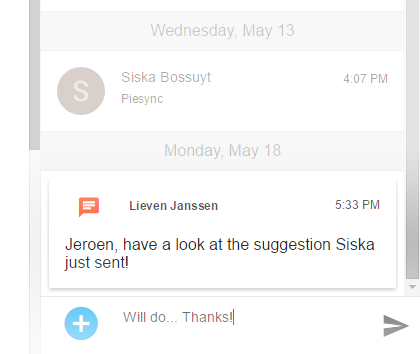 Wednesday, May 13
S
Siska Bossuyt
4:07 PM
Piesync
Monday, May 18
Lieven Janssen
5:33 PM
Jeroen, have a look at the suggestion Siska
just sent!
Will do... Thanks!